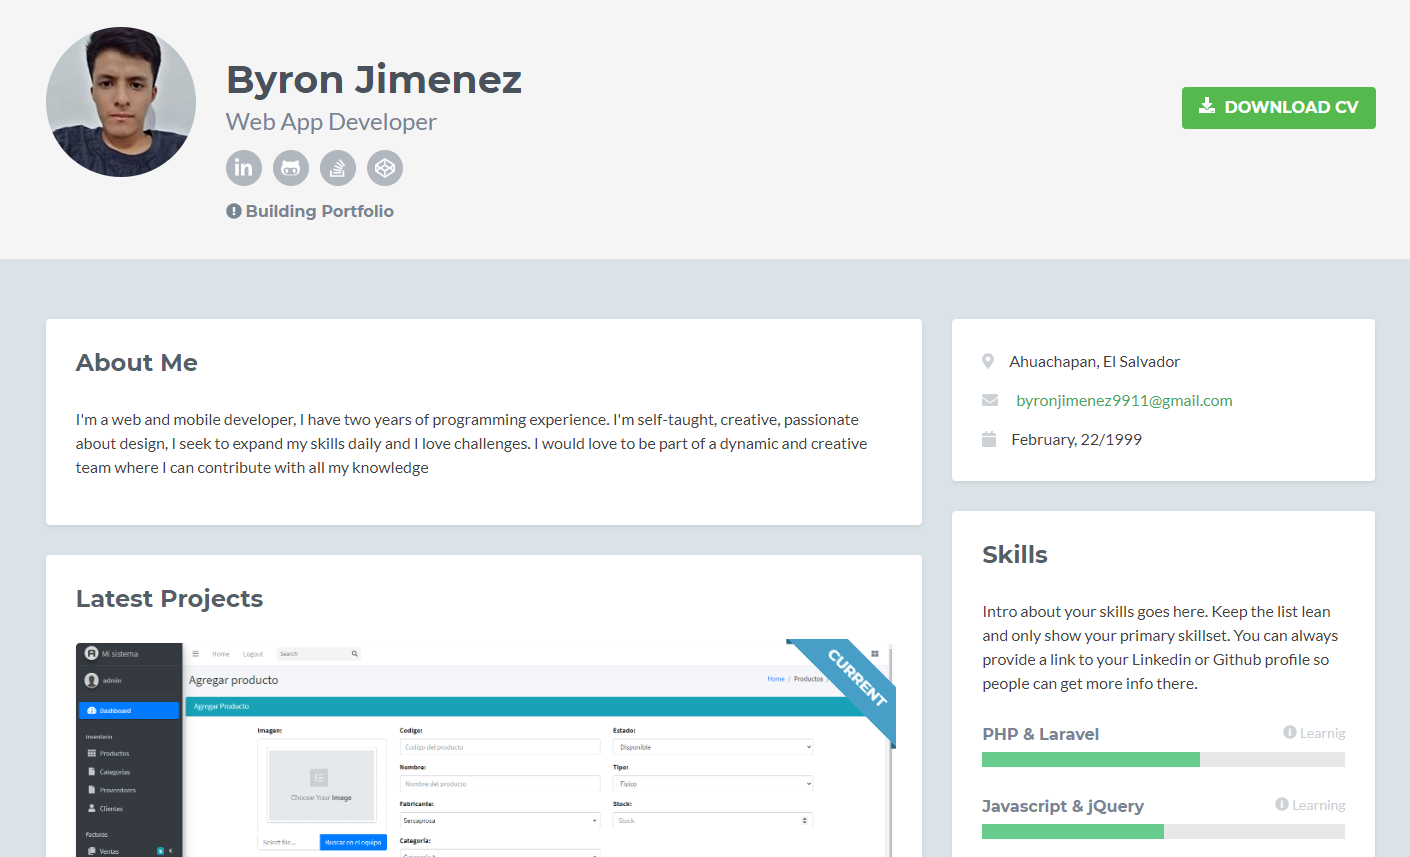 Byron Jimenez
Web App Developer
Building Portfolio
DOWNLOAD CV
About Me
I'm a web and mobile developer, I have two years of programming experience. I'm self-taught, creative, passionate
about design, I seek to expand my skills daily and I love challenges. I would love to be part of a dynamic and creative
team where I can contribute with all my knowledge
Ahuachapan, El Salvador
byronjimenez9911@gmail.com
February, 22/1999
Latest Projects
Mi sistema
admin
Dashboard
Inventario
Productos
Categorias
Proveedores
Clientes
Facturas
Ventas
Home Logout Search
Agregar producto
Home / Productos /
CURRENT
Agregar Producto
Imagen:
Choose Your Image
Select file...
Buscar en el equipo
Codigo:
Codigo del producto
Nombre:
Nombre del producto
Fabricante:
Sersaprosa
Categoría:
Estado:
Disponible
Tipo:
Fisico
Stock:
Stock
Skills
Intro about your skills goes here. Keep the list lean
and only show your primary skillset. You can always
provide a link to your Linkedin or Github profile so
people can get more info there.
PHP & Laravel
Learnig
Javascript & jQuery
Learning